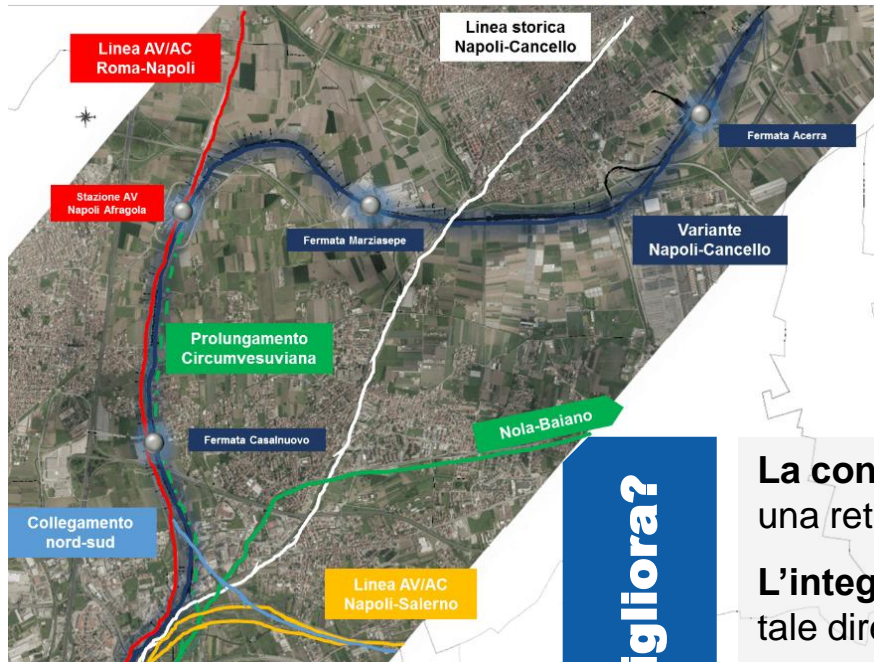 Linea AV/AC
Roma-Napoli
Linea storica
Napoli-Cancello
Fermata Acerra
Stazione AV
Napoli Afragola
Fermata Marziasepe
Variante
Napoli-Cancello
Prolungamento
Circumvesuviana
Nola-Baiano
Fermata Casalnuovo
Collegamento
nord-sud
Linea AV/AC
Napoli-Salerno
igliora?
La con
una ret
L'integ
tale dire